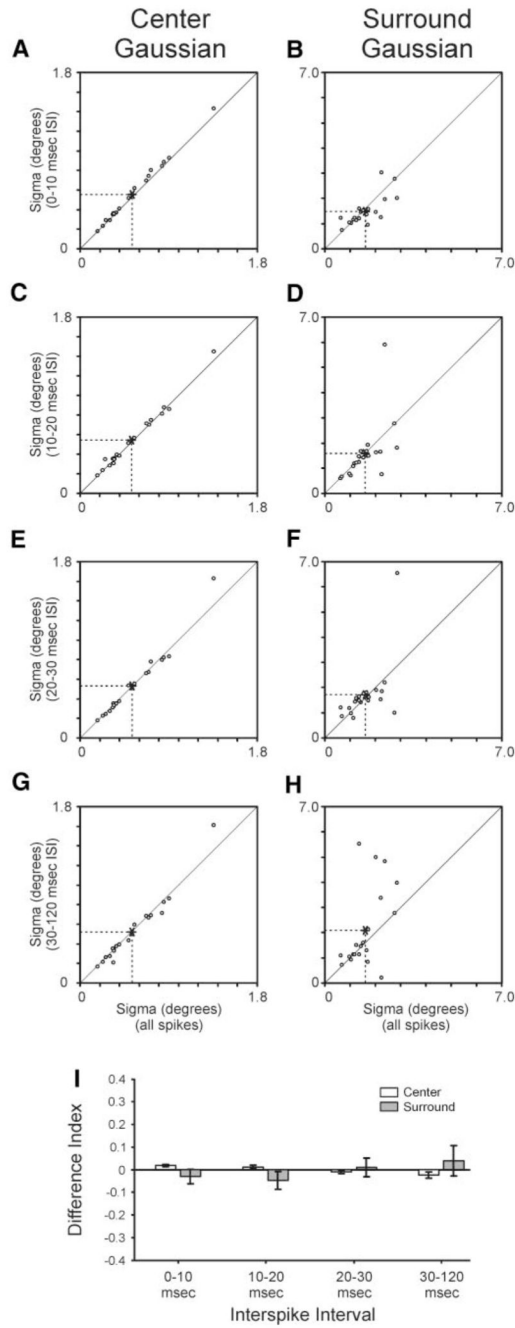 Center
Gaussian
Surround
Gaussian
A
1.8
Sigma (degrees)
(0-10 msec ISI)
0
0
1.8
B
7.0
0
0
7.0
C
1.8
Sigma (degrees)
(10-20 msec ISI)
0
0
1.8
D
7.0
0
0
7.0
E
1.8
Sigma (degrees)
(20-30 msec ISI)
0
0
1.8
F
7.0
0
0
7.0
G
1.8
Sigma (degrees)
(30-120 msec ISI)
0
0
1.8
Sigma (degrees)
(all spikes)
H
7.0
0
0
7.0
Sigma (degrees)
(all spikes)
I
Difference Index
0.4
0.3
0.2
0.1
0
-0.1
-0.2
-0.3
-0.4
Center
Surround
0-10
msec
10-20
msec
20-30
msec
30-120
msec
Interspike Interval